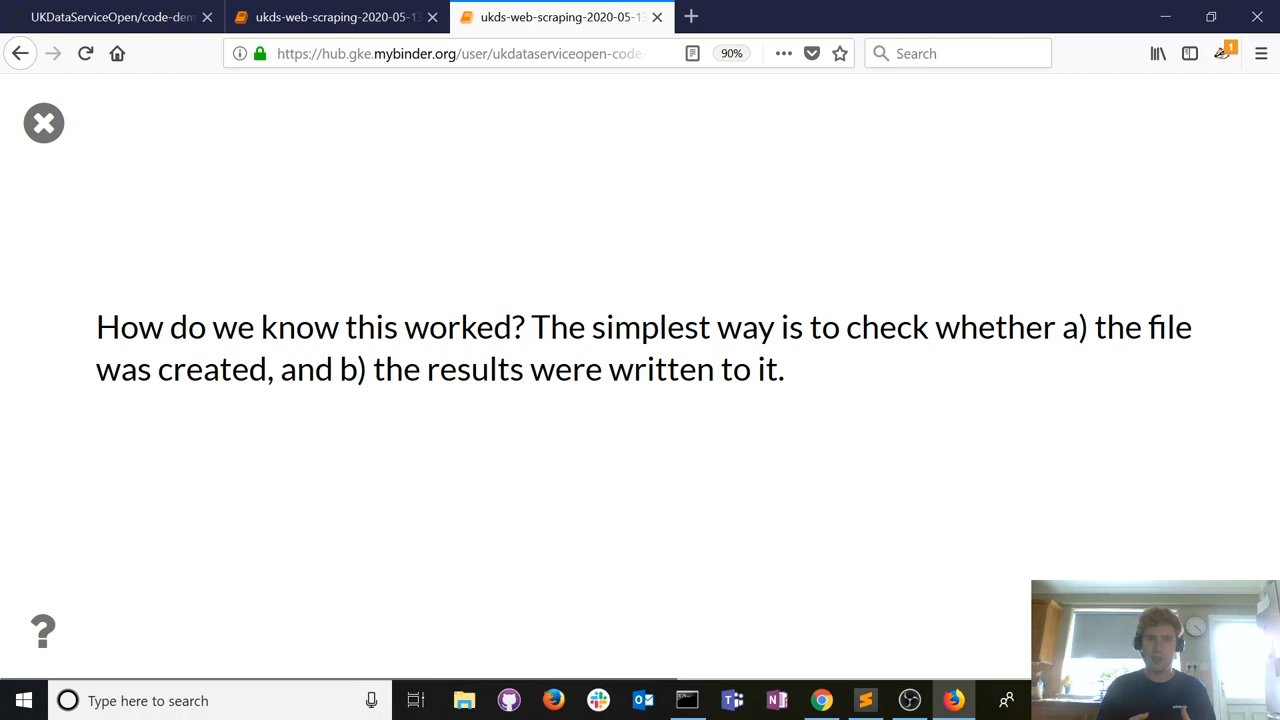 UKDataServiceOpen/code-dem
ukds-web-scraping-2020-05-13
ukds-web-scraping-2020-05-13
https://hub.gke.mybinder.org/user/ukdataserviceopen-code-
90%
Search
1
How do we know this worked? The simplest way is to check whether a) the file
was created, and b) the results were written to it.
?
Type here to search